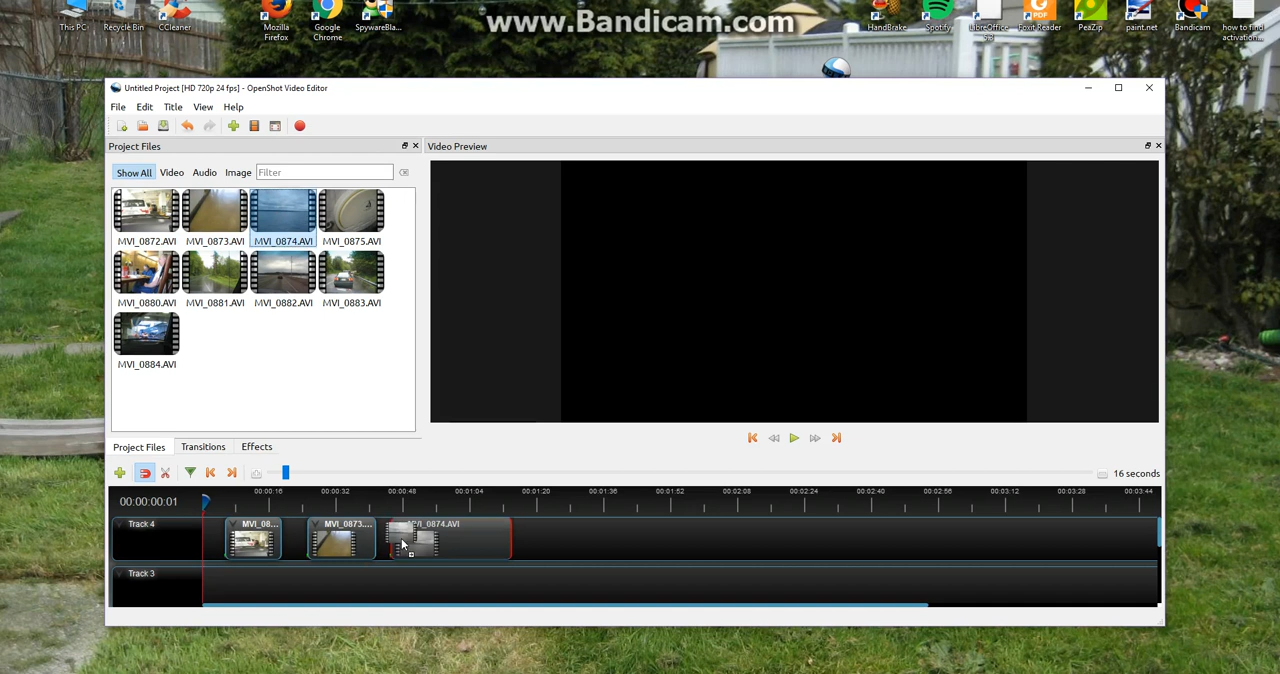 www.Bandicam.com
This PC
Recycle Bin
CCleaner
Mozilla Firefox
Google Chrome
SpywareBla...
HandBrake
Spotify
LibreOffice
Foxit Reader
PeaZip
paint.net
Bandicam
how to find activation...
Untitled Project [HD 720p 24 fps] - OpenShot Video Editor
File Edit Title View Help
Project Files
Video Preview
Show All Video Audio Image Filter
MVI_0872.AVI MVI_0873.AVI MVI_0874.AVI MVI_0875.AVI
MVI_0880.AVI MVI_0881.AVI MVI_0882.AVI MVI_0883.AVI
MVI_0884.AVI
Project Files Transitions Effects
16 seconds
00:00:00:01
00:00:16 00:00:32 00:00:48 00:01:04 00:01:20 00:01:36 00:01:52 00:02:08 00:02:24 00:02:40 00:02:56 00:03:12 00:03:28 00:03:44
Track 4 MVI_08... MVI_0873.... MVI_0874.AVI
Track 3